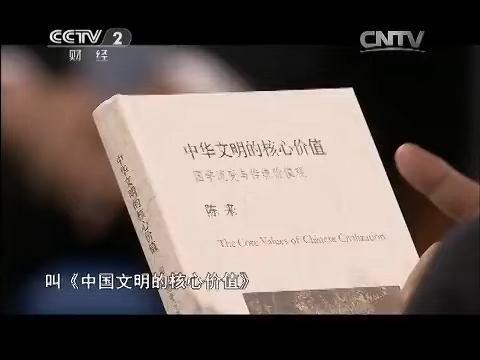 CCTV 2
财经
CNTV
中华文明的核心价值
国学流变与传统价值观
陈来
The Core Values of Chinese Civilization
中华文明的核心价值
叫《中国文明的核心价值》